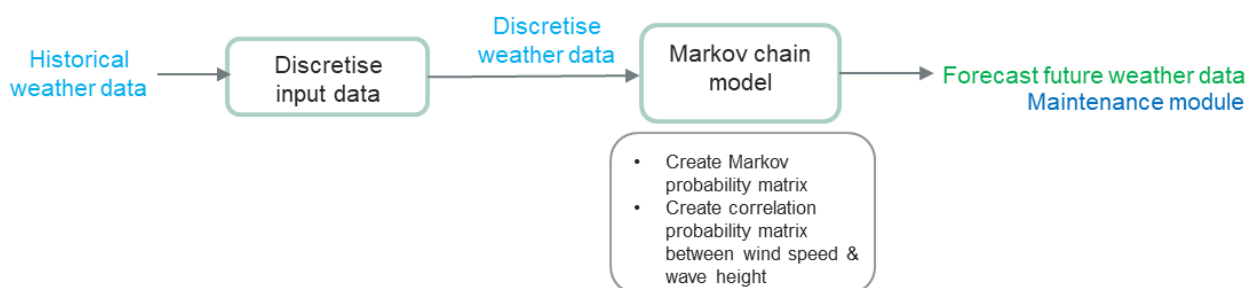 Historical
weather data
Discretise
input data
Discretise
weather data
Markov chain
model
Forecast future weather data
Maintenance module
• Create Markov
probability matrix
• Create correlation
probability matrix
between wind speed &
wave height